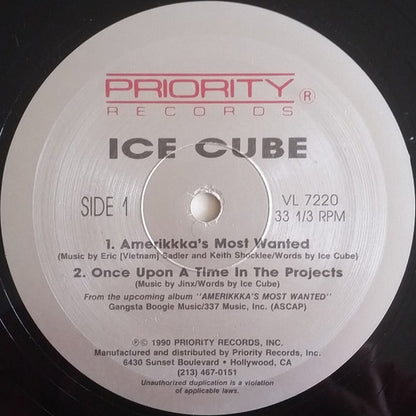 PRIORITY
RECORDS ®
ICE CUBE
SIDE 1
VL 7220
33 1/3 RPM
1. Amerikkka's Most Wanted
(Music by Eric [Vietnam] Sadler and Keith Shocklee/Words by Ice Cube)
2. Once Upon A Time In The Projects
(Music by Jinx/Words by Ice Cube)
From the upcoming album "AMERIKKKA'S MOST WANTED"
Gangsta Boogie Music/337 Music, Inc. (ASCAP)
℗© 1990 PRIORITY RECORDS, INC.
Manufactured and distributed by Priority Records, Inc.
6430 Sunset Boulevard • Hollywood, CA
(213) 467-0151
Unauthorized duplication is a violation
of applicable laws.